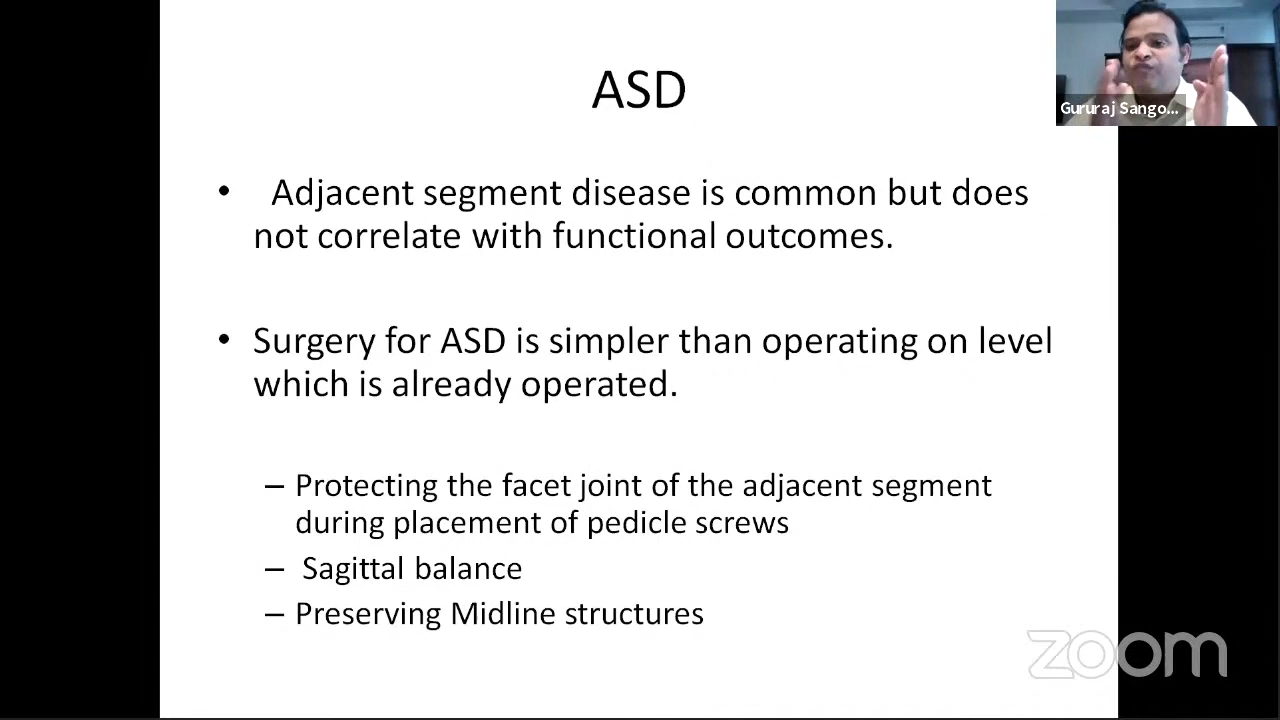 ASD
Gururaj Sango...
• Adjacent segment disease is common but does
not correlate with functional outcomes.
• Surgery for ASD is simpler than operating on level
which is already operated.
– Protecting the facet joint of the adjacent segment
during placement of pedicle screws
– Sagittal balance
– Preserving Midline structures
zoom